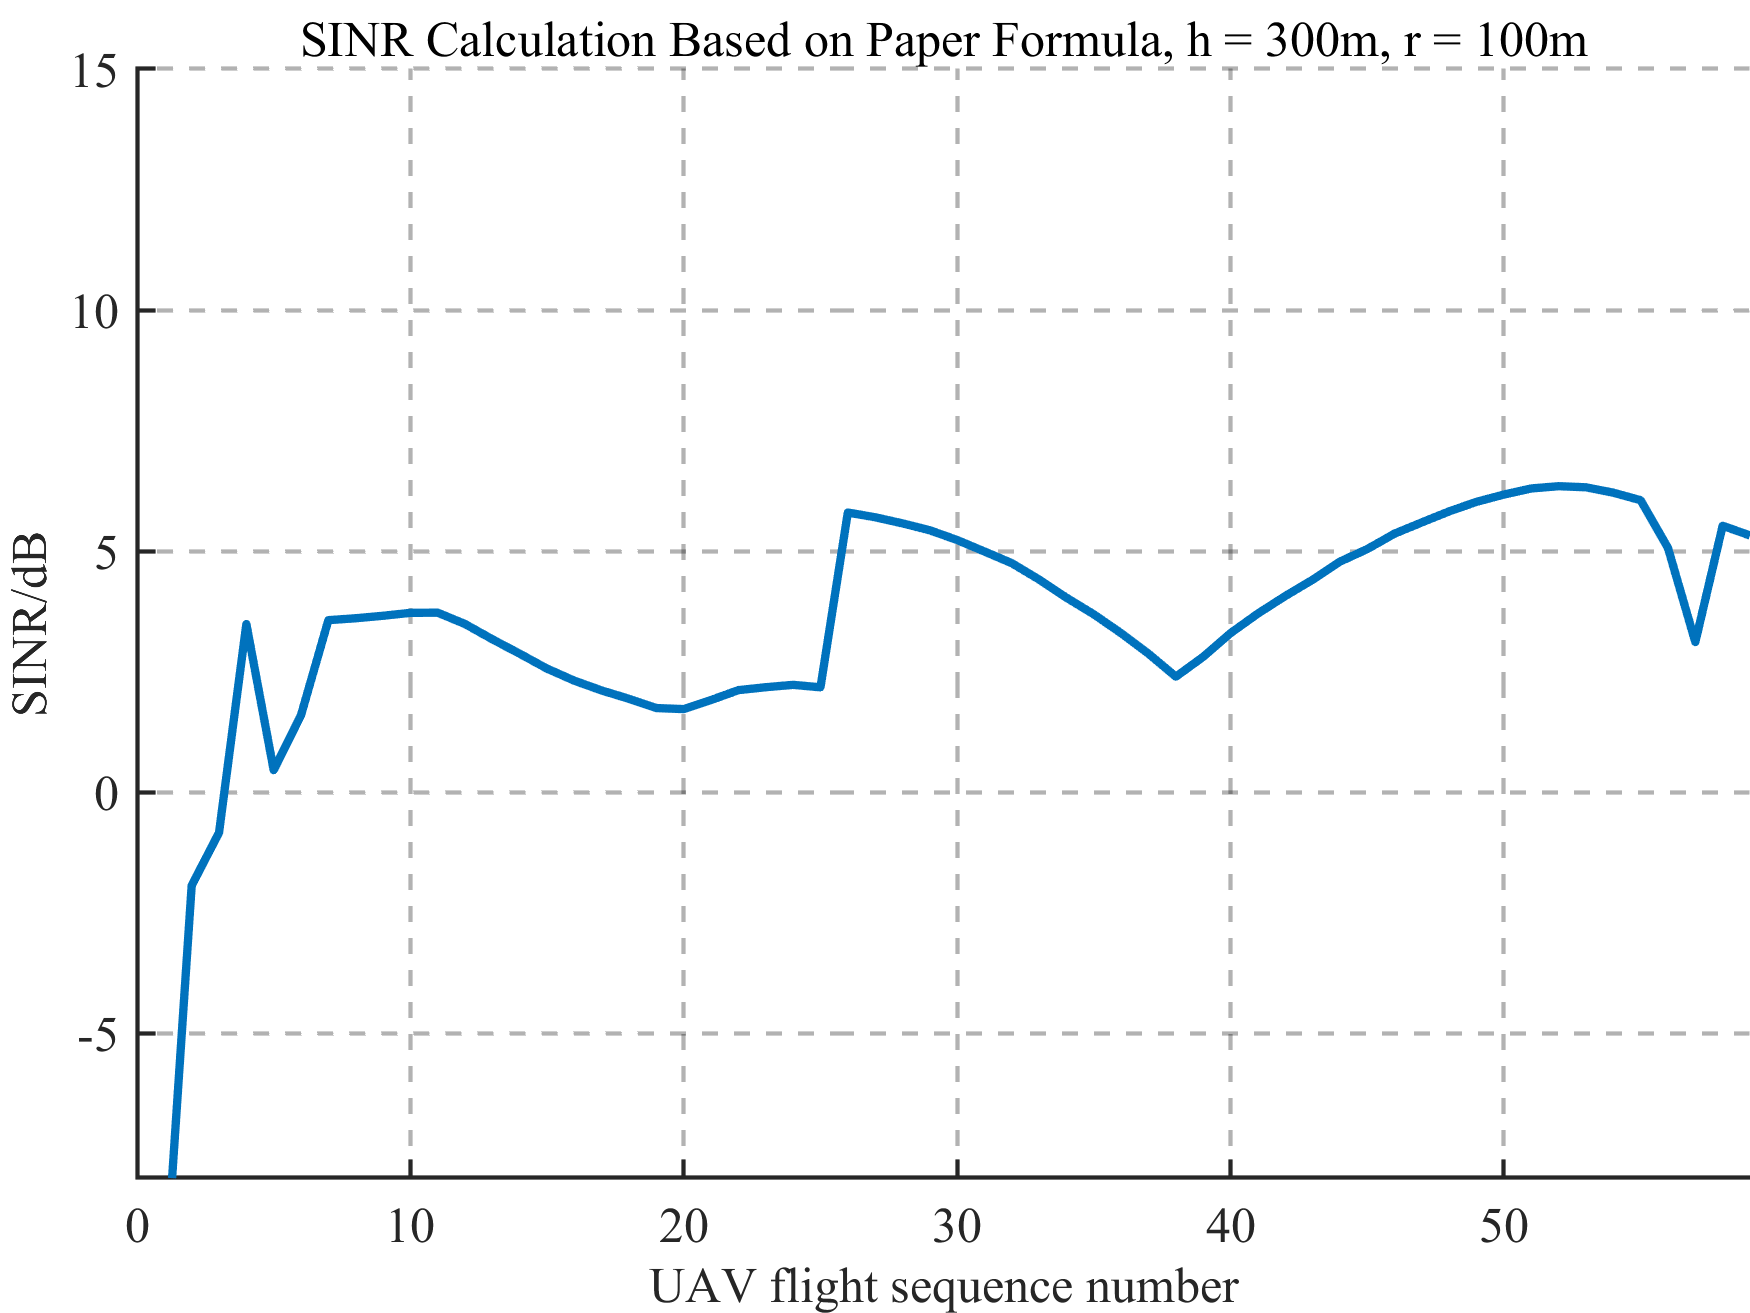 SINR Calculation Based on Paper Formula, h = 300m, r = 100m
15
10
5
0
-5
SINR/dB
0 10 20 30 40 50
UAV flight sequence number